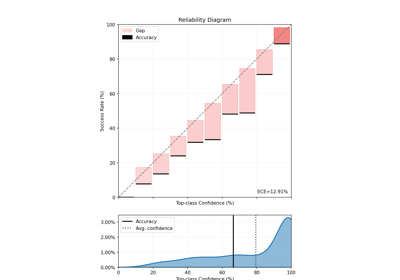 Reliability Diagram
100
80
60
40
20
0
Success Rate (%)
Gap
Accuracy
ECE=12.91%
Top-class Confidence (%)
3.00%
2.00%
1.00%
0.00%
Accuracy
Avg. confidence
0 20 40 60 80 100
Top-class Confidence (%)